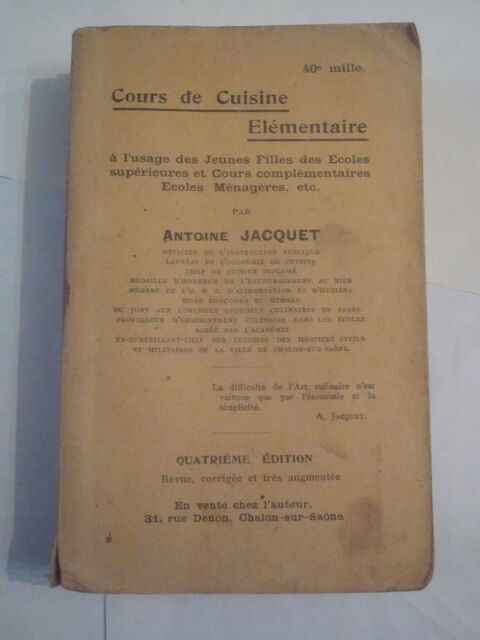 40e mille.
Cours de Cuisine
Elémentaire
à l'usage des Jeunes Filles des Ecoles
supérieures et Cours complémentaires
Ecoles Ménagères, etc.
PAR
ANTOINE JACQUET
OFFICIER DE L'INSTRUCTION PUBLIQUE
LAURÉAT DE L'ACADÉMIE DE CUISINE
CHEF DE CUISINE DIPLOMÉ
MÉDAILLE D'HONNEUR DE L'ENCOURAGEMENT AU BIEN
MEMBRE DE L'U. P. C. D'ALIMENTATION ET D'HYGIÈNE
HORS CONCOURS ET MEMBRE
DU JURY AUX CONCOURS OFFICIELS CULINAIRES DE PARIS
PROFESSEUR D'ENSEIGNEMENT CULINAIRE DANS LES ECOLES
AGRÉÉ PAR L'ACADÉMIE
EX-SURVEILLANT-CHEF DES CUISINES DES HOSPICES CIVILS
ET MILITAIRES DE LA VILLE DE CHALON-SUR-SAÔNE.
La difficulté de l'Art culinaire n'est
vaincue que par l'économie et la
simplicité.
A. JACQUET.
QUATRIÈME ÉDITION
Revue, corrigée et très augmentée
En vente chez l'auteur,
31, rue Denon, Chalon-sur-Saône